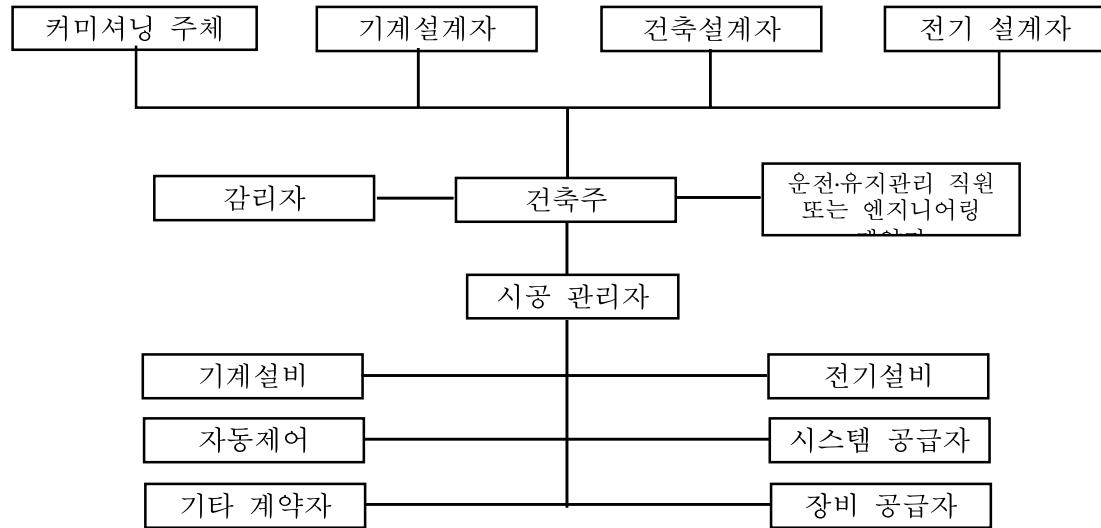 커미셔닝 주체
기계설계자
건축설계자
전기 설계자
감리자
건축주
운전·유지관리 직원
또는 엔지니어링
시공 관리자
기계설비
전기설비
자동제어
시스템 공급자
기타 계약자
장비 공급자